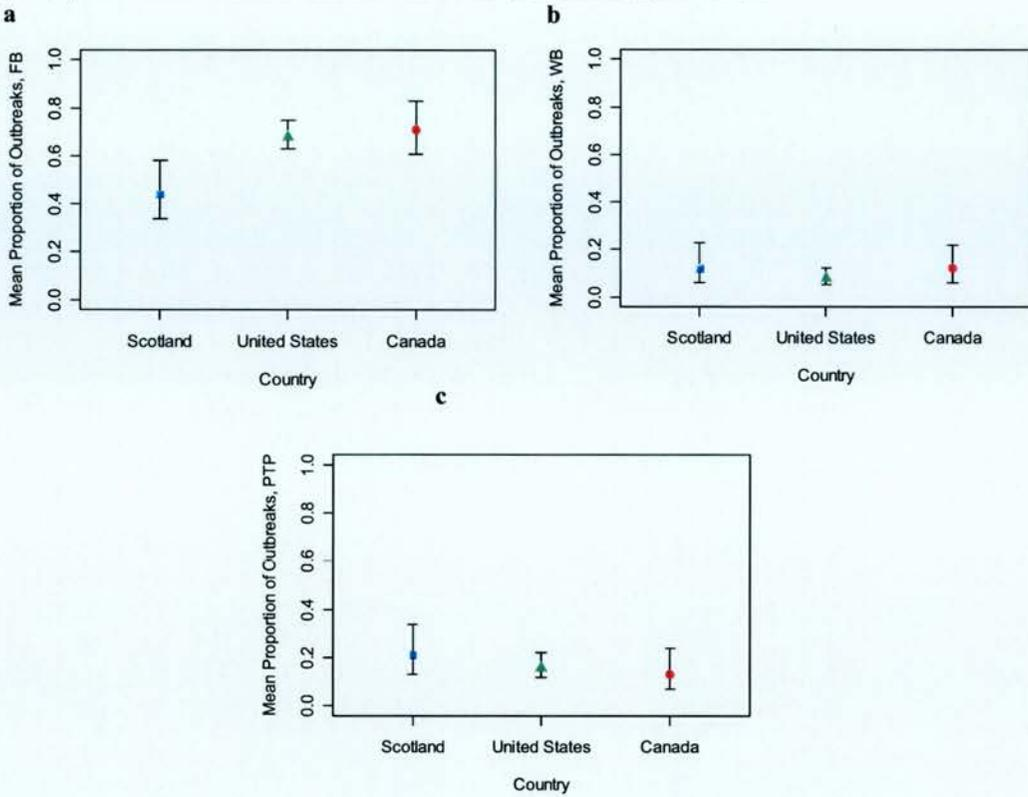 a
Mean Proportion of Outbreaks, FB
1.0
0.8
0.6
0.4
0.2
0.0
Scotland United States Canada
Country
b
Mean Proportion of Outbreaks, WB
1.0
0.8
0.6
0.4
0.2
0.0
Scotland United States Canada
Country
c
Mean Proportion of Outbreaks, PTP
1.0
0.8
0.6
0.4
0.2
0.0
Scotland United States Canada
Country